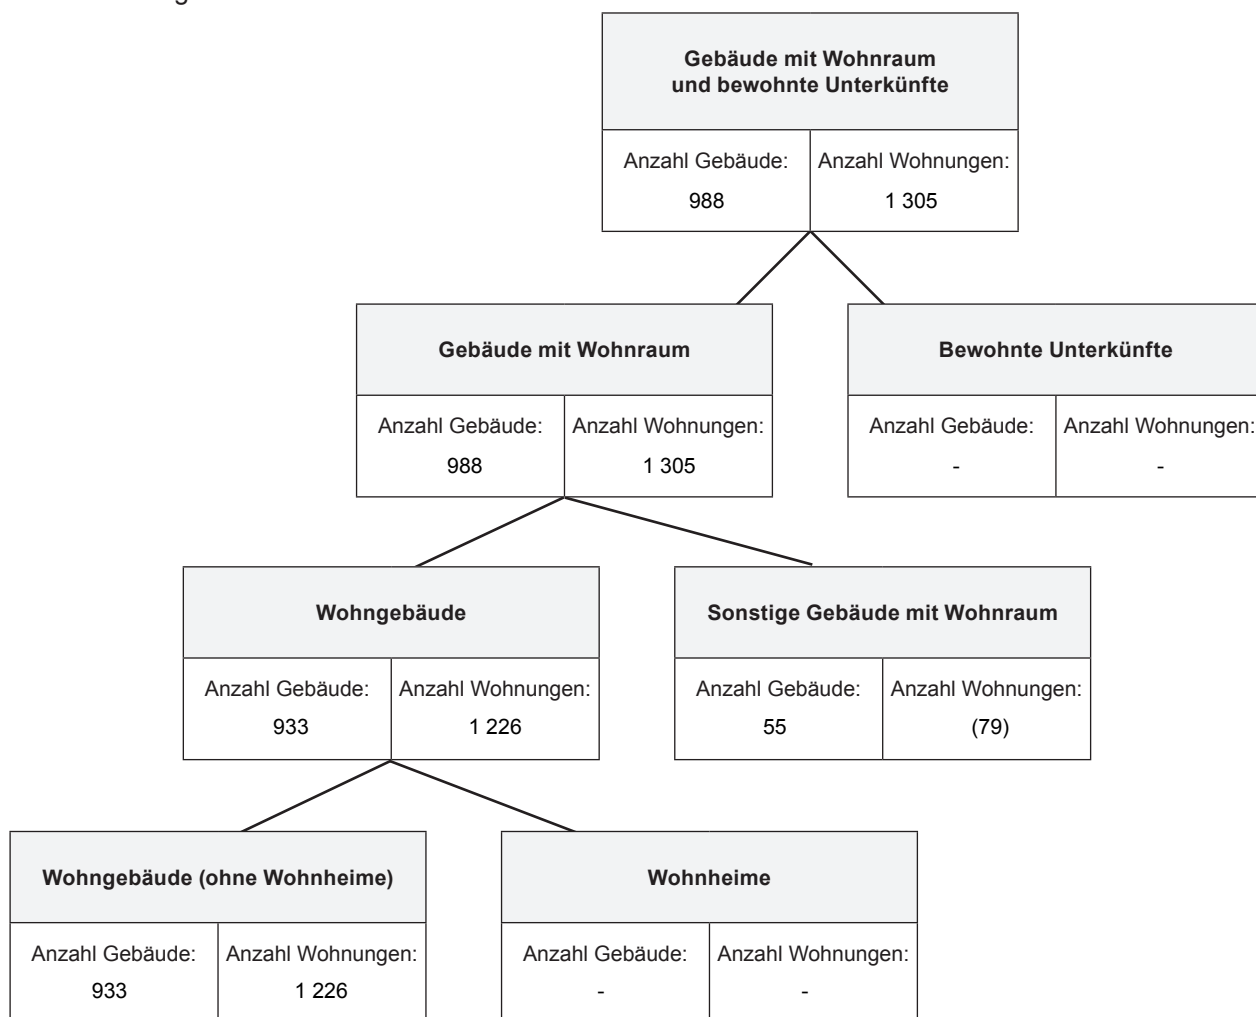 Gebäude mit Wohnraum
und bewohnte Unterkünfte
Anzahl Gebäude: Anzahl Wohnungen:
988 1 305
Gebäude mit Wohnraum
Anzahl Gebäude: Anzahl Wohnungen:
988 1 305
Bewohnte Unterkünfte
Anzahl Gebäude: Anzahl Wohnungen:
- -
Wohngebäude
Anzahl Gebäude: Anzahl Wohnungen:
933 1 226
Sonstige Gebäude mit Wohnraum
Anzahl Gebäude: Anzahl Wohnungen:
55 (79)
Wohngebäude (ohne Wohnheime)
Anzahl Gebäude: Anzahl Wohnungen:
933 1 226
Wohnheime
Anzahl Gebäude: Anzahl Wohnungen:
- -